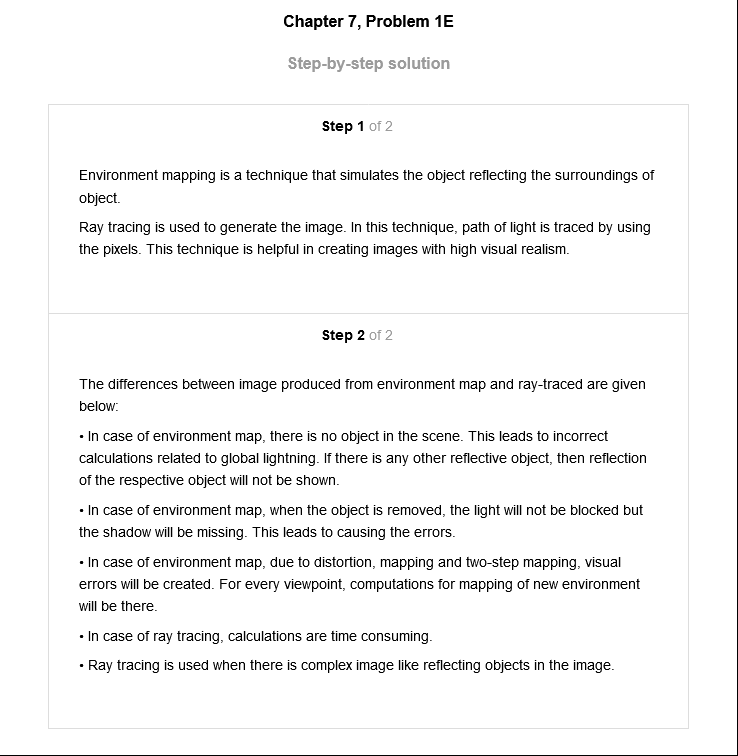 Chapter 7, Problem 1E
Step-by-step solution
Step 1 of 2
Environment mapping is a technique that simulates the object reflecting the surroundings of
object.
Ray tracing is used to generate the image. In this technique, path of light is traced by using
the pixels. This technique is helpful in creating images with high visual realism.
Step 2 of 2
The differences between image produced from environment map and ray-traced are given
below:
• In case of environment map, there is no object in the scene. This leads to incorrect
calculations related to global lightning. If there is any other reflective object, then reflection
of the respective object will not be shown.
• In case of environment map, when the object is removed, the light will not be blocked but
the shadow will be missing. This leads to causing the errors.
• In case of environment map, due to distortion, mapping and two-step mapping, visual
errors will be created. For every viewpoint, computations for mapping of new environment
will be there.
• In case of ray tracing, calculations are time consuming.
• Ray tracing is used when there is complex image like reflecting objects in the image.